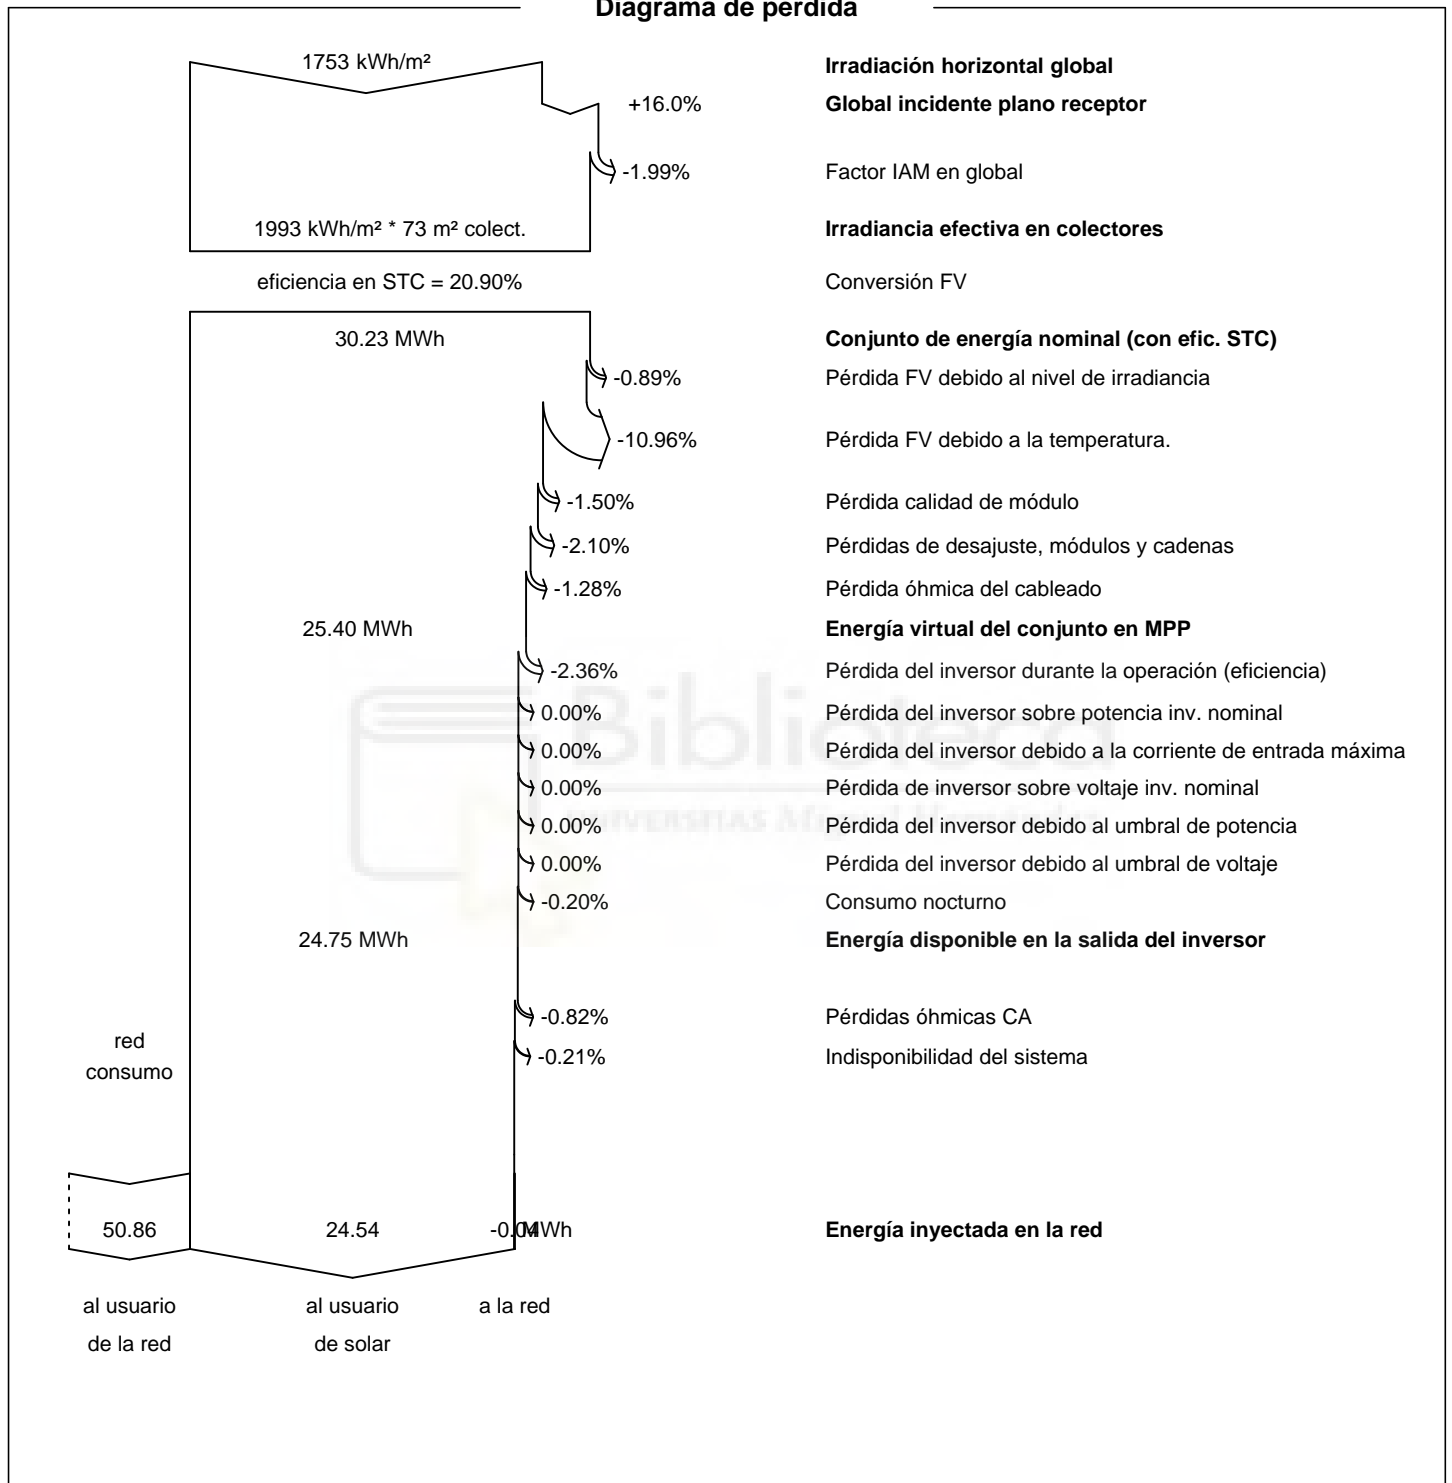 Diagrama de pérdida
1753 kWh/m² Irradiación horizontal global
+16.0% Global incidente plano receptor
-1.99% Factor IAM en global
1993 kWh/m² * 73 m² colect. Irradiancia efectiva en colectores
eficiencia en STC = 20.90% Conversión FV
30.23 MWh Conjunto de energía nominal (con efic. STC)
-0.89% Pérdida FV debido al nivel de irradiancia
-10.96% Pérdida FV debido a la temperatura.
-1.50% Pérdida calidad de módulo
-2.10% Pérdidas de desajuste, módulos y cadenas
-1.28% Pérdida óhmica del cableado
25.40 MWh Energía virtual del conjunto en MPP
-2.36% Pérdida del inversor durante la operación (eficiencia)
0.00% Pérdida del inversor sobre potencia inv. nominal
0.00% Pérdida del inversor debido a la corriente de entrada máxima
0.00% Pérdida de inversor sobre voltaje inv. nominal
0.00% Pérdida del inversor debido al umbral de potencia
0.00% Pérdida del inversor debido al umbral de voltaje
-0.20% Consumo nocturno
24.75 MWh Energía disponible en la salida del inversor
-0.82% Pérdidas óhmicas CA
red
-0.21% Indisponibilidad del sistema
consumo
50.86 24.54 -0.04 MWh Energía inyectada en la red
al usuario al usuario a la red
de la red de solar
Biblioteca
UNIVERSITAS Miguel Hernández